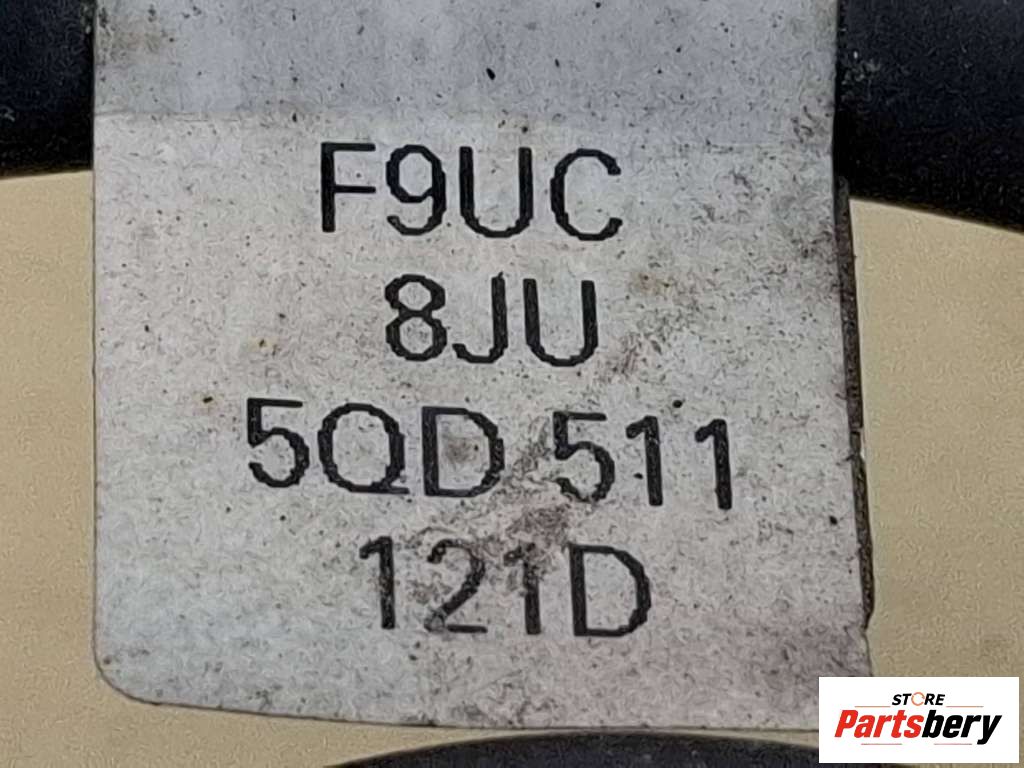 F9UC
8JU
5QD 511
121D
STORE
Partsbery